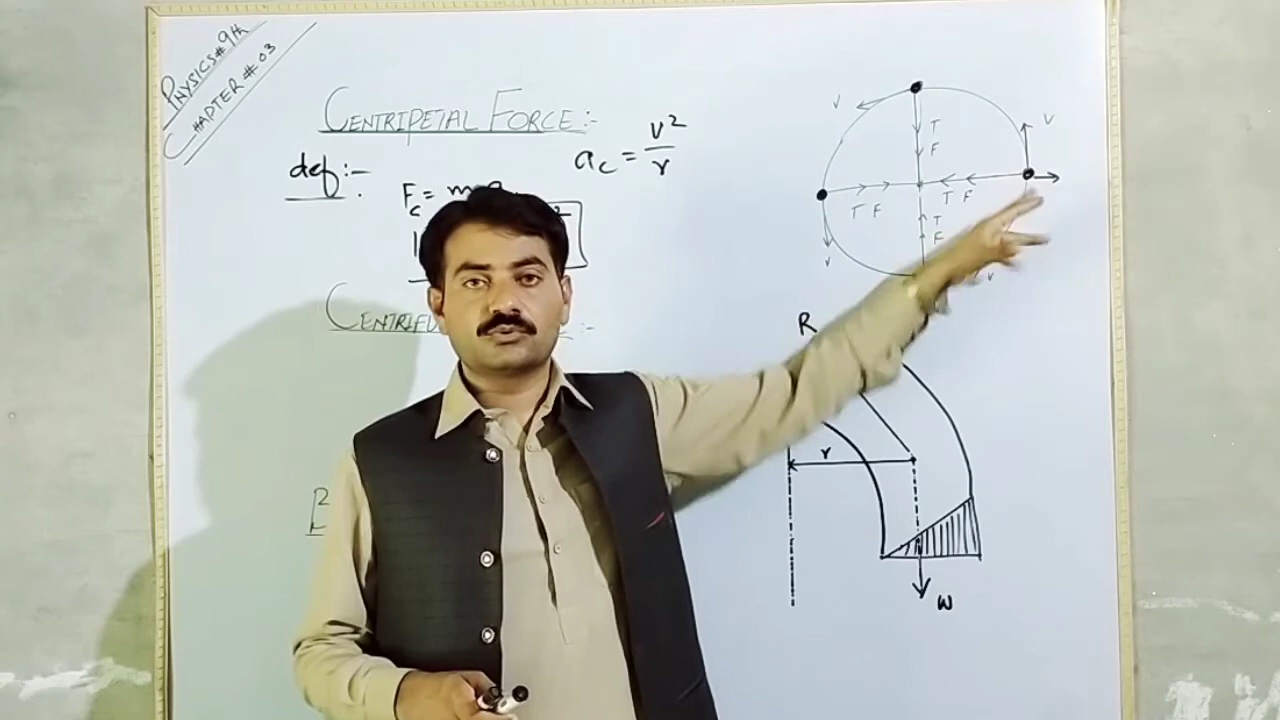 PHYSICS # 9th
CHAPTER # 03
CENTRIPETAL FORCE:-
def:-
a_c = v²/r
F_c = m
CENTRIFU
:-
V
V
T
F
T F
T F
T
F
V
V
R
r
W